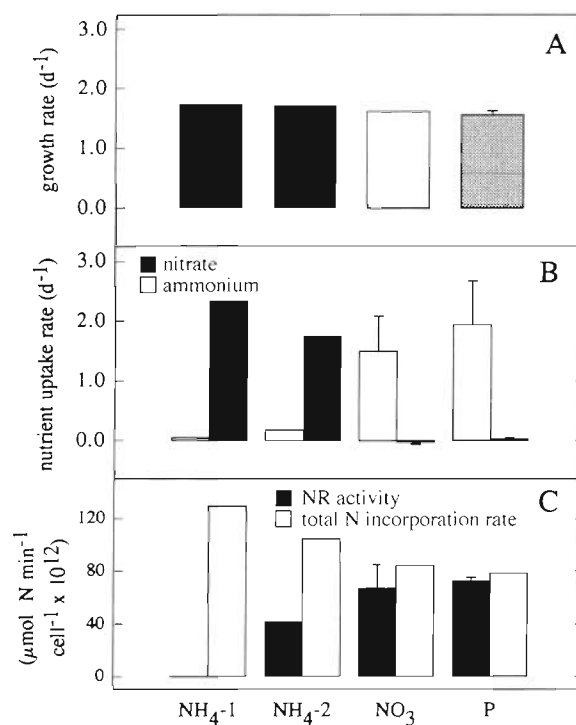 A
growth rate (d-1)
3.0
2.0
1.0
0.0
B
nitrate
ammonium
nutrient uptake rate (d-1)
3.0
2.0
1.0
0.0
C
NR activity
total N incorporation rate
(µmol N min-1
cell-1 x 1012)
120
80
40
0
NH4-1 NH4-2 NO3 P